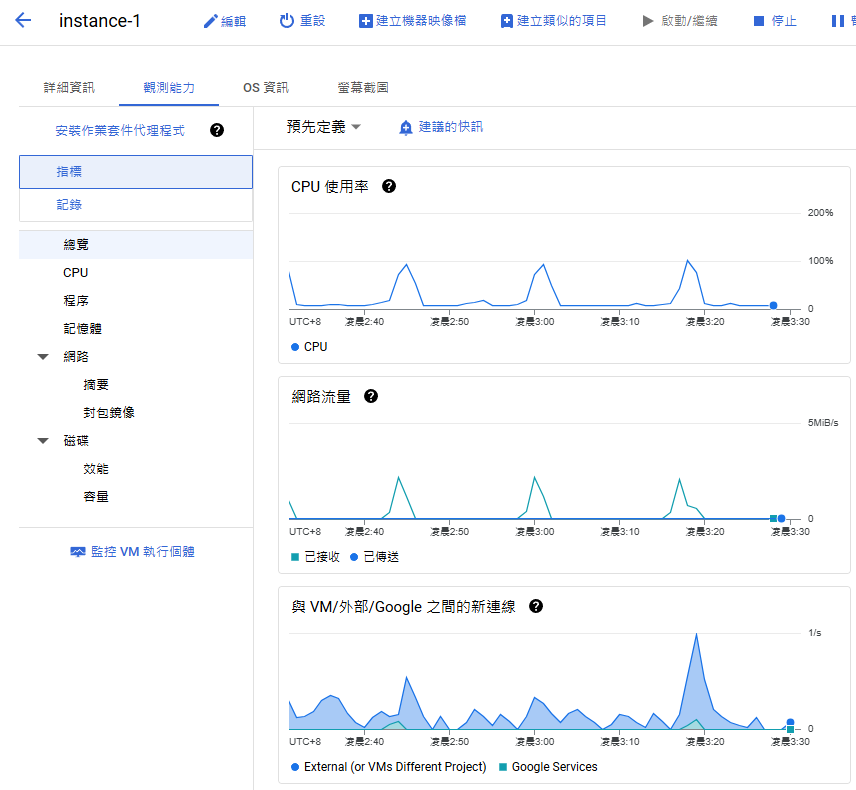 instance-1 編輯 重設 建立機器映像檔 建立類似的項目 啟動/繼續 停止
詳細資訊 觀測能力 OS 資訊 螢幕截圖
安裝作業套件代理程式
指標
記錄
總覽
CPU
程序
記憶體
網路
摘要
封包鏡像
磁碟
效能
容量
監控 VM 執行個體
預先定義 建議的快訊
CPU 使用率
200%
100%
0
UTC+8 凌晨2:40 凌晨2:50 凌晨3:00 凌晨3:10 凌晨3:20 凌晨3:30
CPU
網路流量
5MiB/s
0
UTC+8 凌晨2:40 凌晨2:50 凌晨3:00 凌晨3:10 凌晨3:20 凌晨3:30
已接收 已傳送
與 VM/外部/Google 之間的新連線
1/s
0
UTC+8 凌晨2:40 凌晨2:50 凌晨3:00 凌晨3:10 凌晨3:20 凌晨3:30
External (or VMs Different Project) Google Services